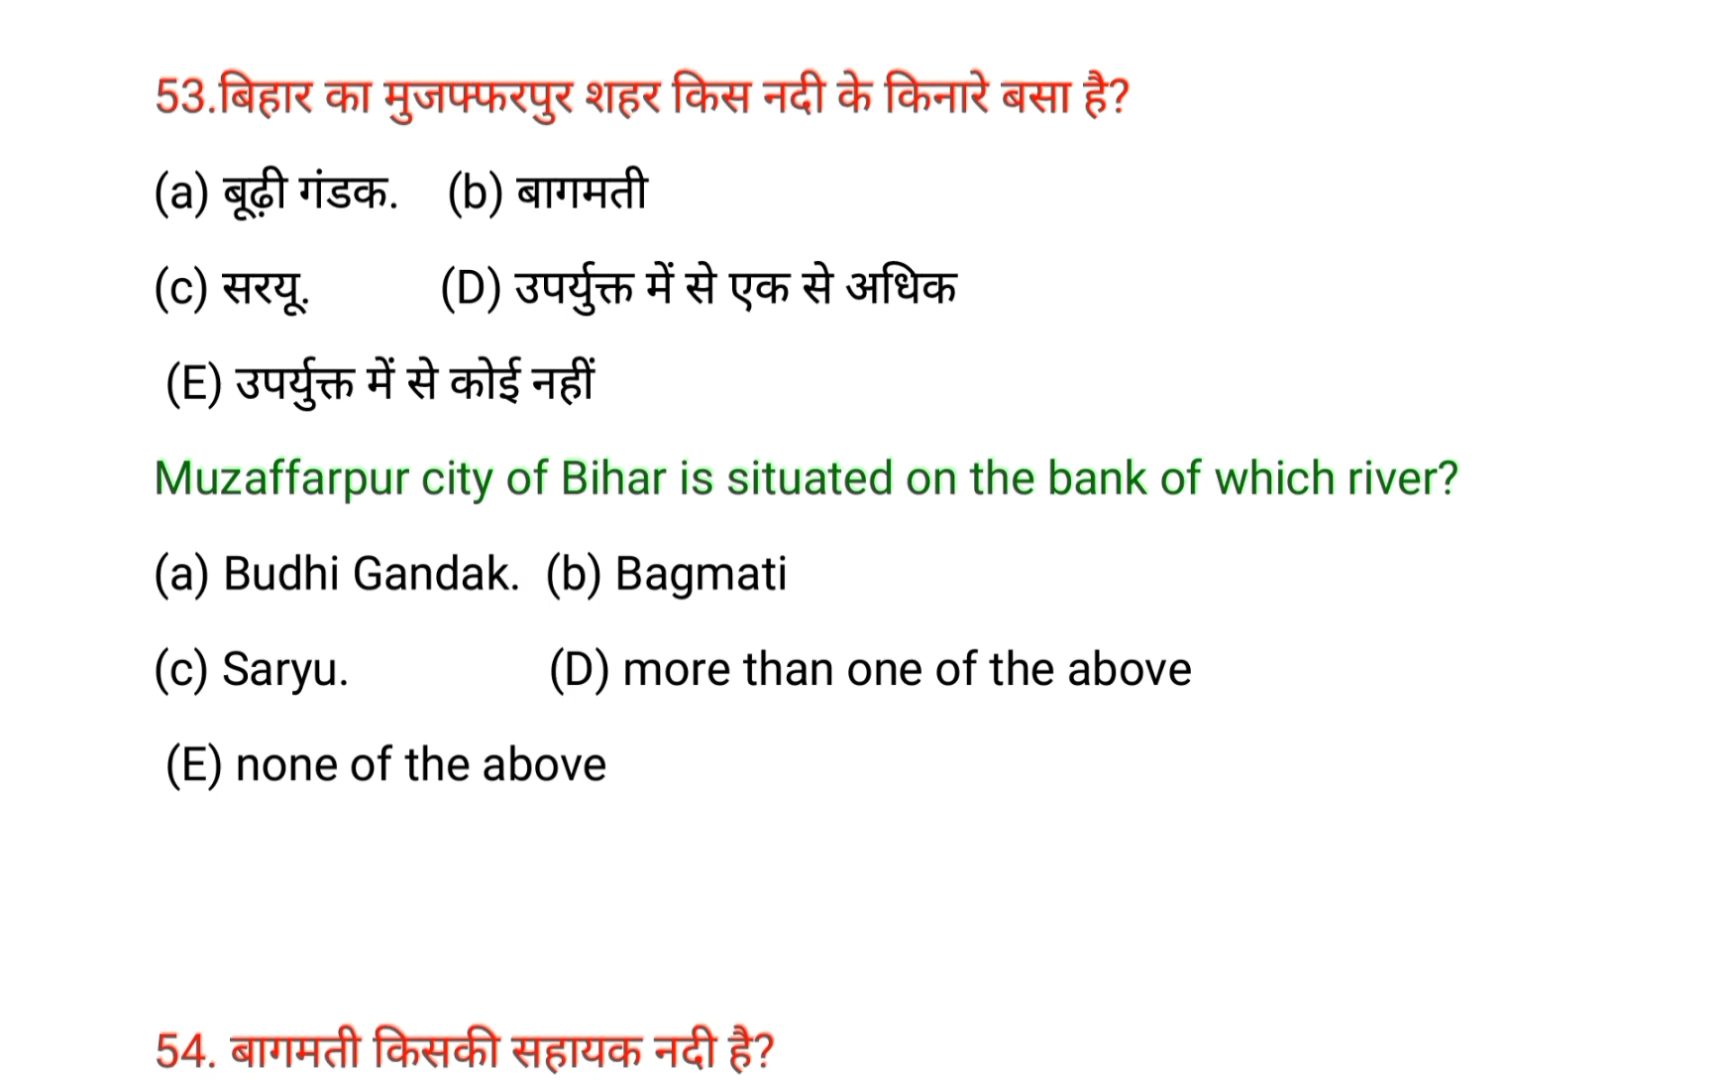 53.बिहार का मुजफ्फरपुर शहर किस नदी के किनारे बसा है?
(a) बूढ़ी गंडक. (b) बागमती
(c) सरयू. (D) उपर्युक्त में से एक से अधिक
(E) उपर्युक्त में से कोई नहीं
Muzaffarpur city of Bihar is situated on the bank of which river?
(a) Budhi Gandak. (b) Bagmati
(c) Saryu. (D) more than one of the above
(E) none of the above
54. बागमती किसकी सहायक नदी है?